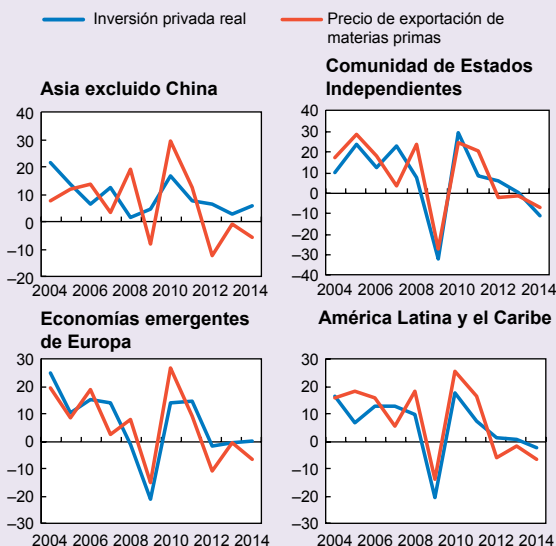 Inversión privada real
Precio de exportación de
materias primas
Asia excluido China
40
30
20
10
0
–10
–20
2004 2006 2008 2010 2012 2014
Comunidad de Estados
Independientes
40
30
20
10
0
–10
–20
–30
–40
2004 2006 2008 2010 2012 2014
Economías emergentes
de Europa
30
20
10
0
–10
–20
–30
2004 2006 2008 2010 2012 2014
América Latina y el Caribe
30
20
10
0
–10
–20
–30
2004 2006 2008 2010 2012 2014